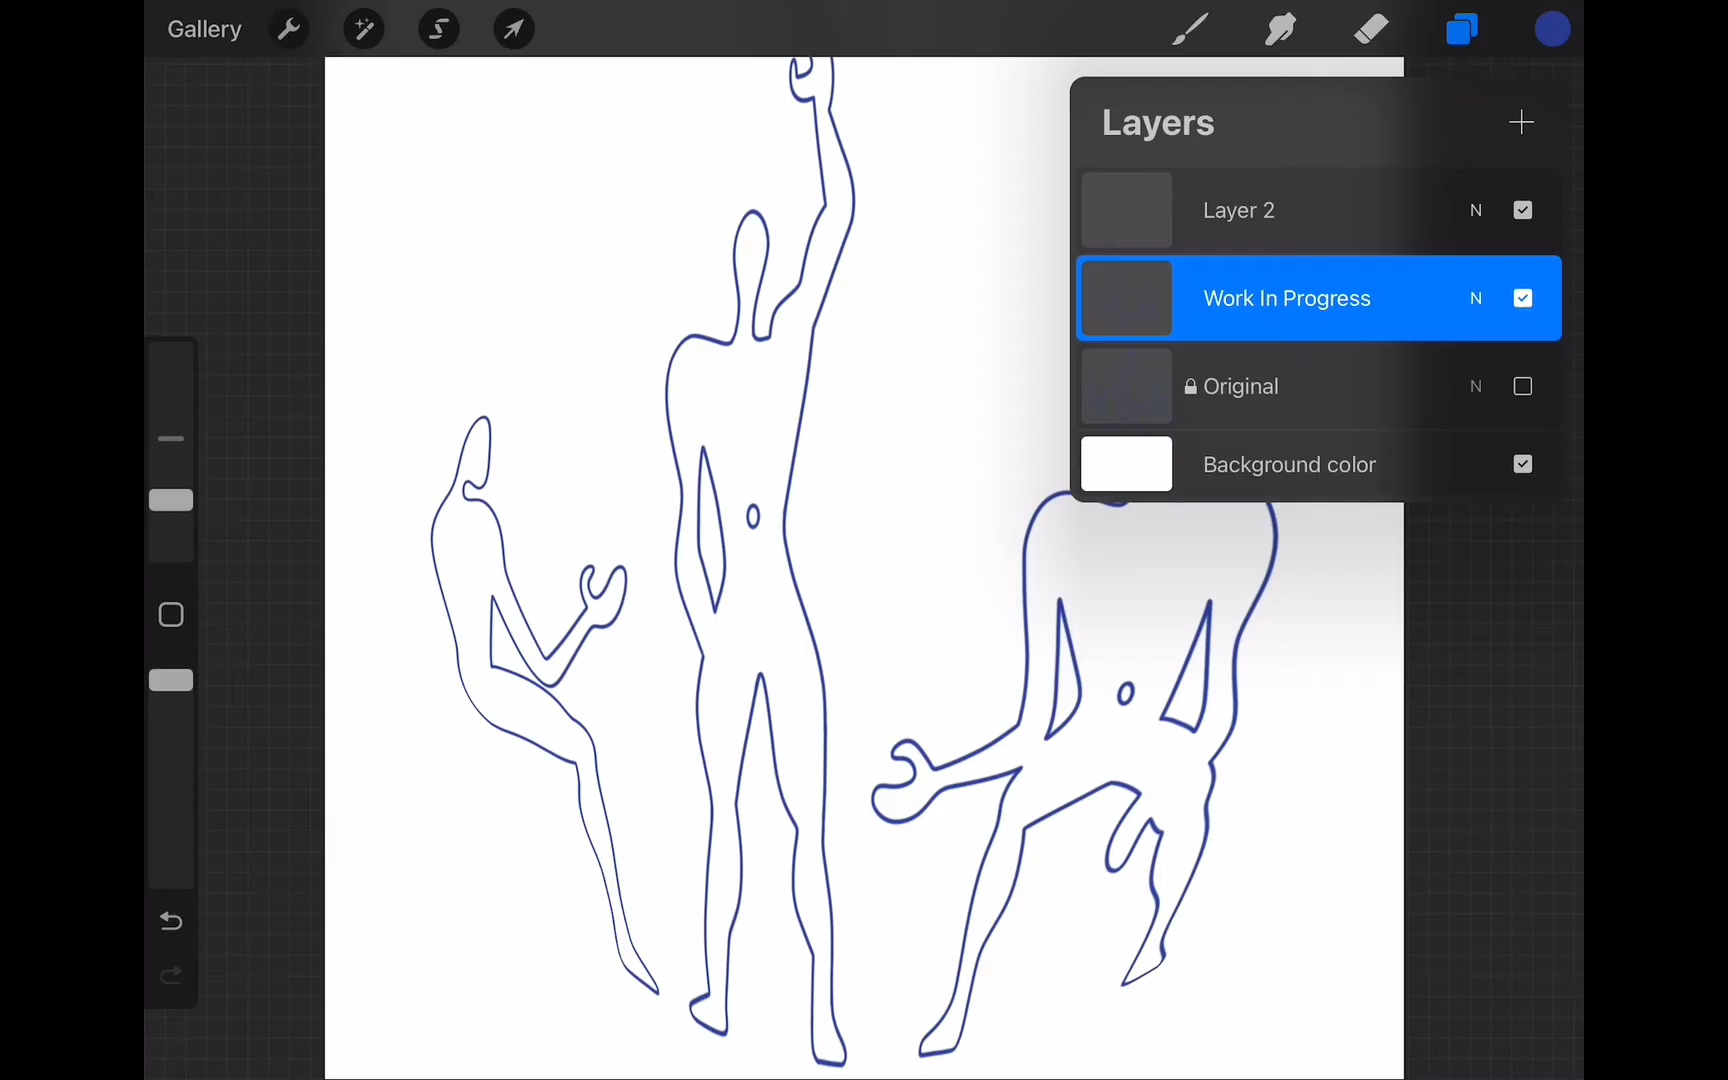 Gallery
Layers
Layer 2 N
Work In Progress N
Original N
Background color